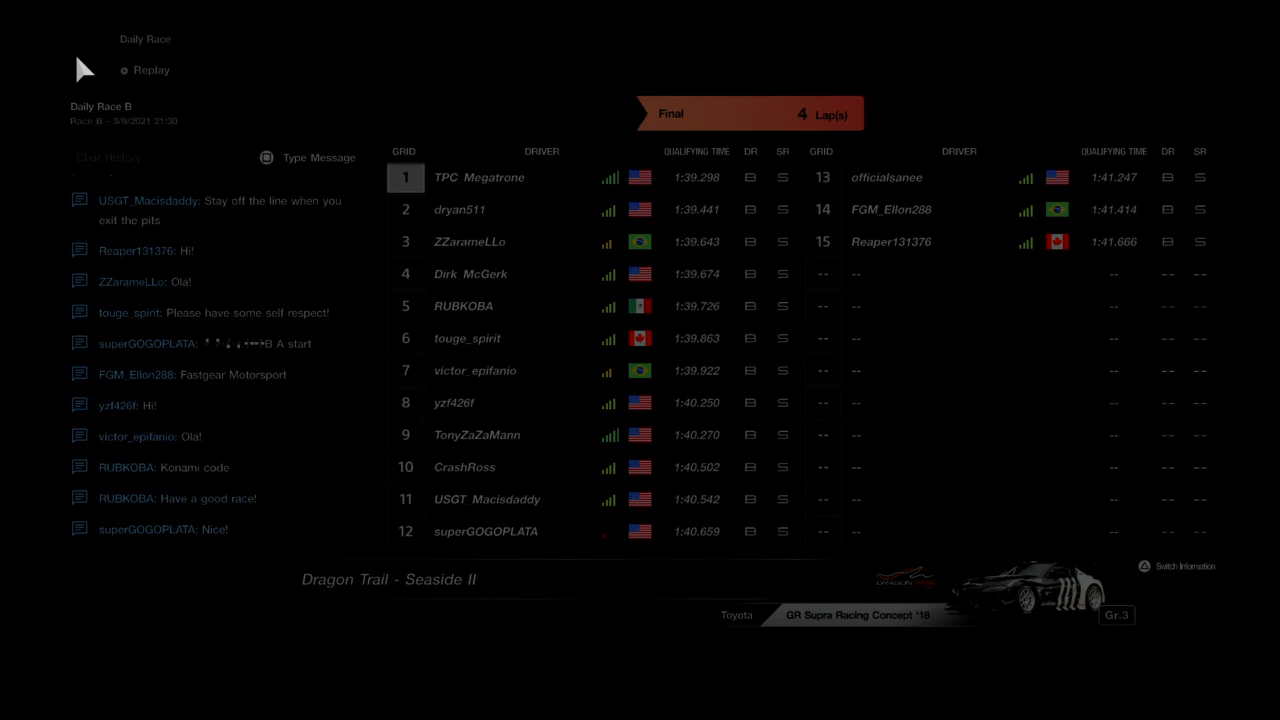 Daily Race
Replay
Daily Race B
Race B - 3/9/2021 21:30
Final 4 Lap(s)
Chat History
Type Message
USGT_Macisdaddy: Stay off the line when you
exit the pits
Reaper131376: Hi!
ZZarameLLo: Olá!
touge_spirit: Please have some self respect!
superGOGOPLATA: B A start
FGM_Ellon288: Fastgear Motorsport
yzf426f: Hi!
victor_epifanio: Olá!
RUBKOBA: Konami code
RUBKOBA: Have a good race!
superGOGOPLATA: Nice!
GRID DRIVER QUALIFYING TIME DR SR
1 TPC_Megatrone 1:39.298 B S
2 dryan511 1:39.441 B S
3 ZZarameLLo 1:39.643 B S
4 Dirk_McGerk 1:39.674 B S
5 RUBKOBA 1:39.726 B S
6 touge_spirit 1:39.863 B S
7 victor_epifanio 1:39.922 B S
8 yzf426f 1:40.250 B S
9 TonyZaZaMann 1:40.270 B S
10 CrashRoss 1:40.502 B S
11 USGT_Macisdaddy 1:40.542 B S
12 superGOGOPLATA 1:40.659 B S
GRID DRIVER QUALIFYING TIME DR SR
13 officialsanee 1:41.247 B S
14 FGM_Ellon288 1:41.414 B S
15 Reaper131376 1:41.666 B S
-- -- -- -- --
-- -- -- -- --
-- -- -- -- --
-- -- -- -- --
-- -- -- -- --
-- -- -- -- --
-- -- -- -- --
-- -- -- -- --
-- -- -- -- --
Dragon Trail - Seaside II
DRAGON TRAIL
Switch Information
Toyota GR Supra Racing Concept '18 Gr.3